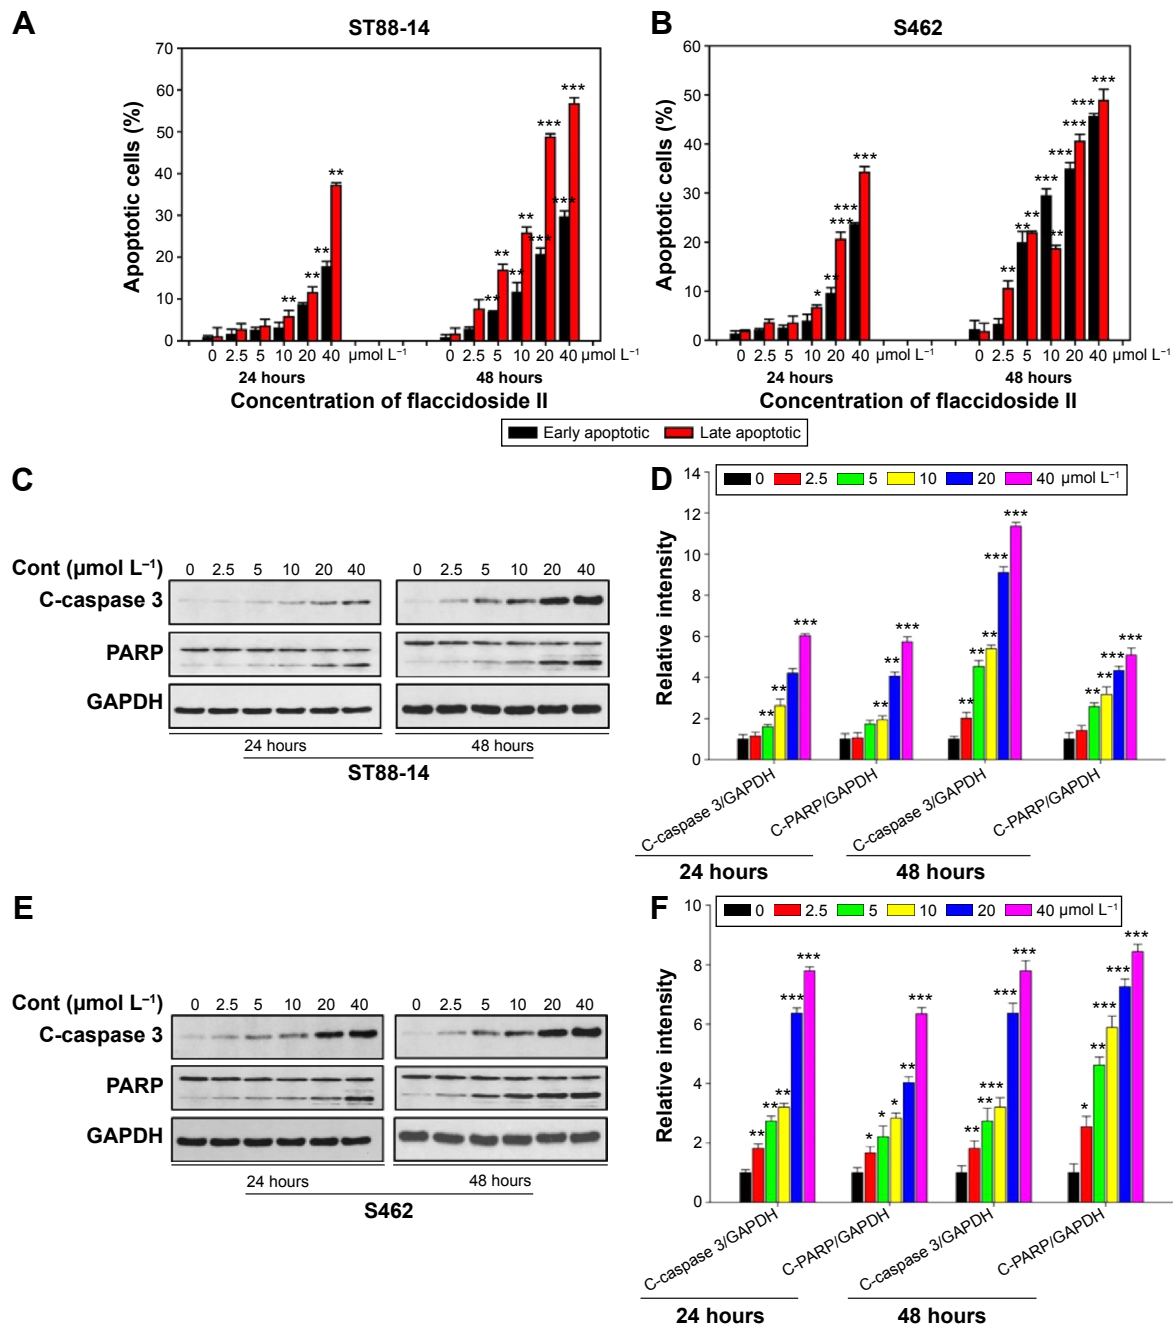 A
ST88-14
Apoptotic cells (%)
70
60
50
40
30
20
10
0
** ** ** ** ** ** ** ** ** *** *** *** ***
0 2.5 5 10 20 40 µmol L⁻¹ 0 2.5 5 10 20 40 µmol L⁻¹
24 hours 48 hours
Concentration of flaccidoside II
B
S462
Apoptotic cells (%)
60
50
40
30
20
10
0
* ** *** *** *** ** ** ** *** ** *** *** *** ***
0 2.5 5 10 20 40 µmol L⁻¹ 0 2.5 5 10 20 40 µmol L⁻¹
24 hours 48 hours
Concentration of flaccidoside II
Early apoptotic Late apoptotic
C
Cont (µmol L⁻¹) 0 2.5 5 10 20 40 0 2.5 5 10 20 40
C-caspase 3
PARP
GAPDH
24 hours 48 hours
ST88-14
D
0 2.5 5 10 20 40 µmol L⁻¹
Relative intensity
14
12
10
8
6
4
2
0
** ** *** ** ** *** ** ** ** *** *** ** ** *** ***
C-caspase 3/GAPDH C-PARP/GAPDH C-caspase 3/GAPDH C-PARP/GAPDH
24 hours 48 hours
E
Cont (µmol L⁻¹) 0 2.5 5 10 20 40 0 2.5 5 10 20 40
C-caspase 3
PARP
GAPDH
24 hours 48 hours
S462
F
0 2.5 5 10 20 40 µmol L⁻¹
Relative intensity
10
8
6
4
2
0
** ** ** *** *** * * * ** *** ** ** *** *** *** * ** *** *** ***
C-caspase 3/GAPDH C-PARP/GAPDH C-caspase 3/GAPDH C-PARP/GAPDH
24 hours 48 hours